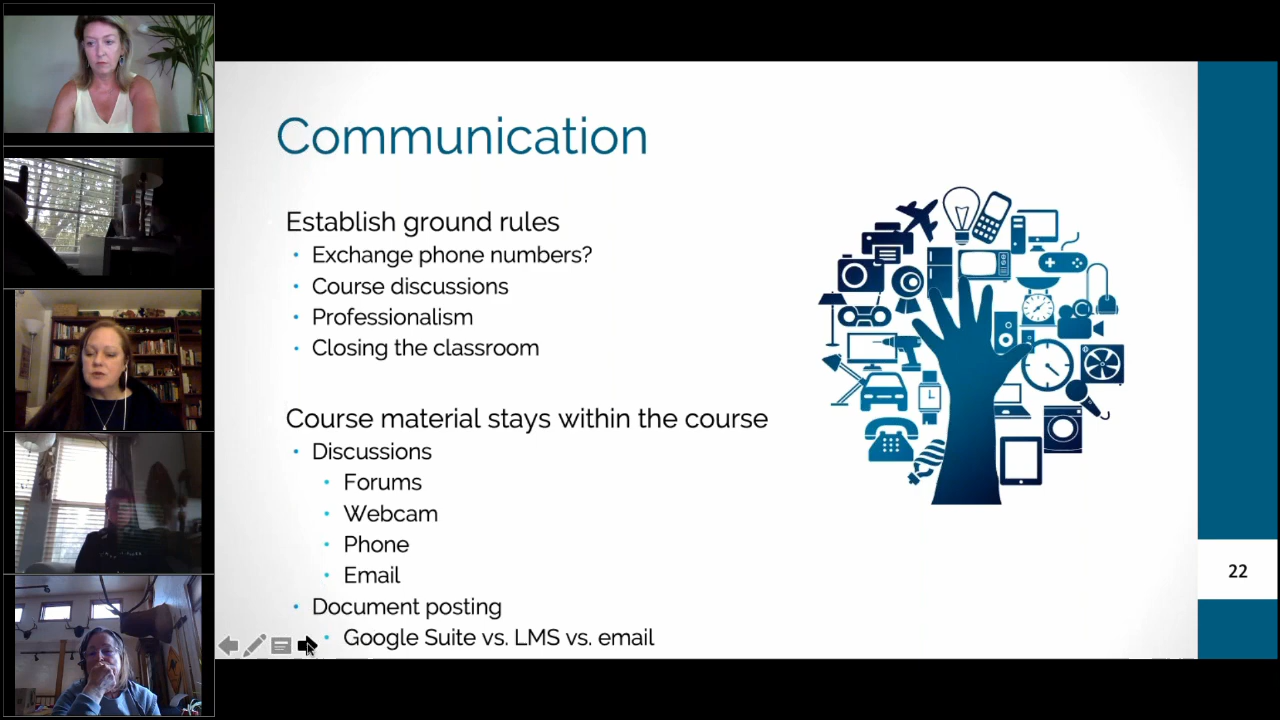 Communication
Establish ground rules
• Exchange phone numbers?
• Course discussions
• Professionalism
• Closing the classroom
Course material stays within the course
• Discussions
• Forums
• Webcam
• Phone
• Email
• Document posting
• Google Suite vs. LMS vs. email
22